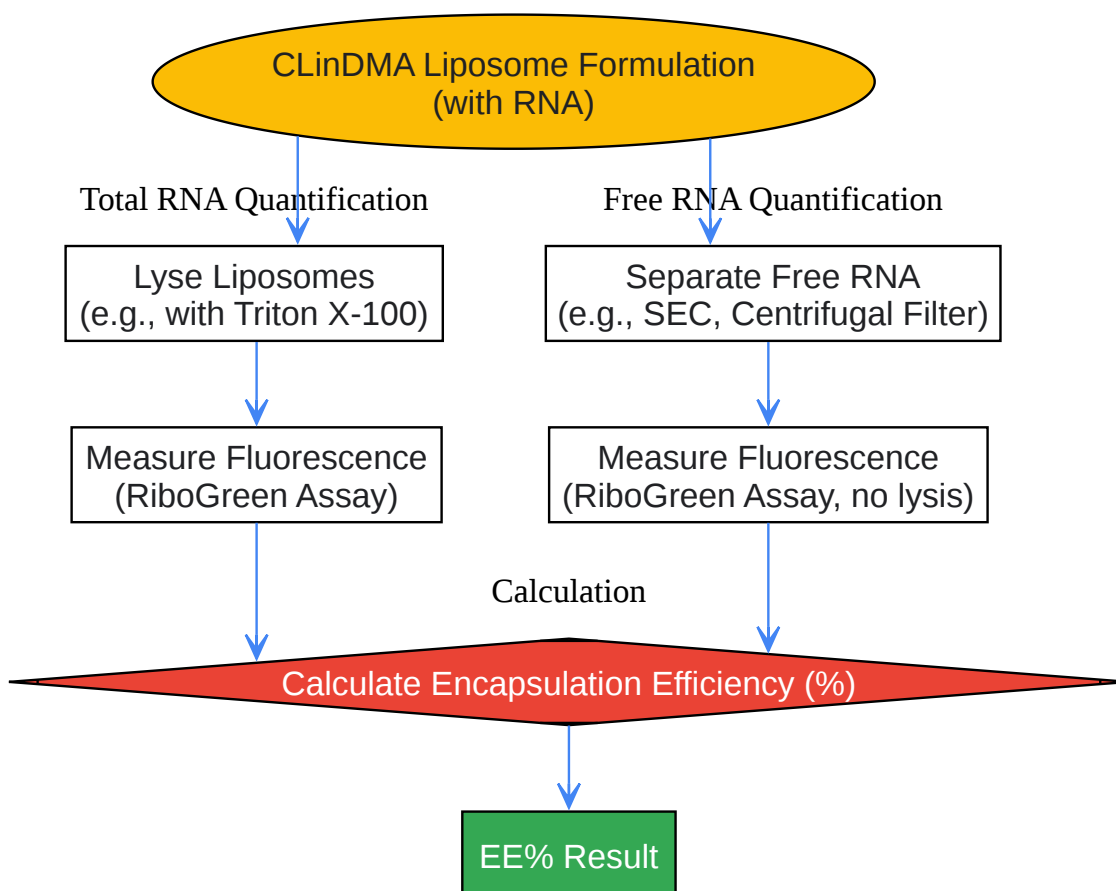 CLinDMA Liposome Formulation
(with RNA)
Total RNA Quantification
Free RNA Quantification
Lyse Liposomes
(e.g., with Triton X-100)
Separate Free RNA
(e.g., SEC, Centrifugal Filter)
Measure Fluorescence
(RiboGreen Assay)
Measure Fluorescence
(RiboGreen Assay, no lysis)
Calculation
Calculate Encapsulation Efficiency (%)
EE% Result